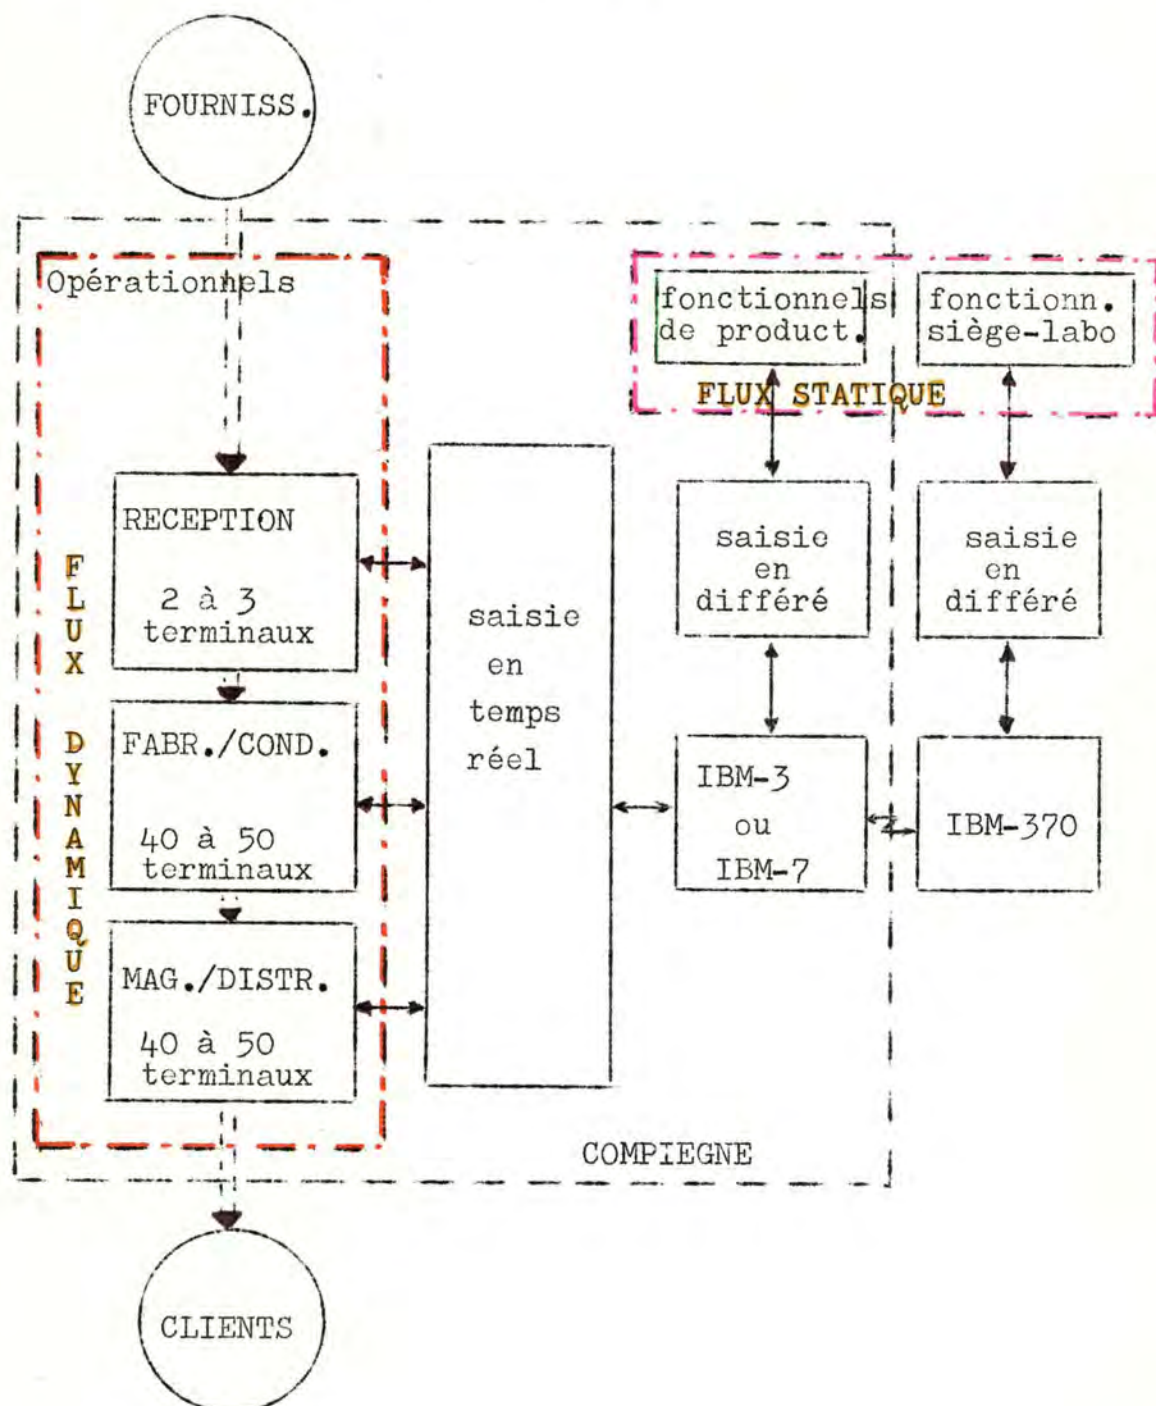 FOURNISS.
Opérationnels
fonctionnels
de product.
fonctionn.
siège-labo
FLUX STATIQUE
FLUX DYNAMIQUE
RECEPTION
2 à 3
terminaux
FABR./COND.
40 à 50
terminaux
MAG./DISTR.
40 à 50
terminaux
saisie
en
temps
réel
saisie
en
différé
saisie
en
différé
IBM-3
ou
IBM-7
IBM-370
COMPIEGNE
CLIENTS